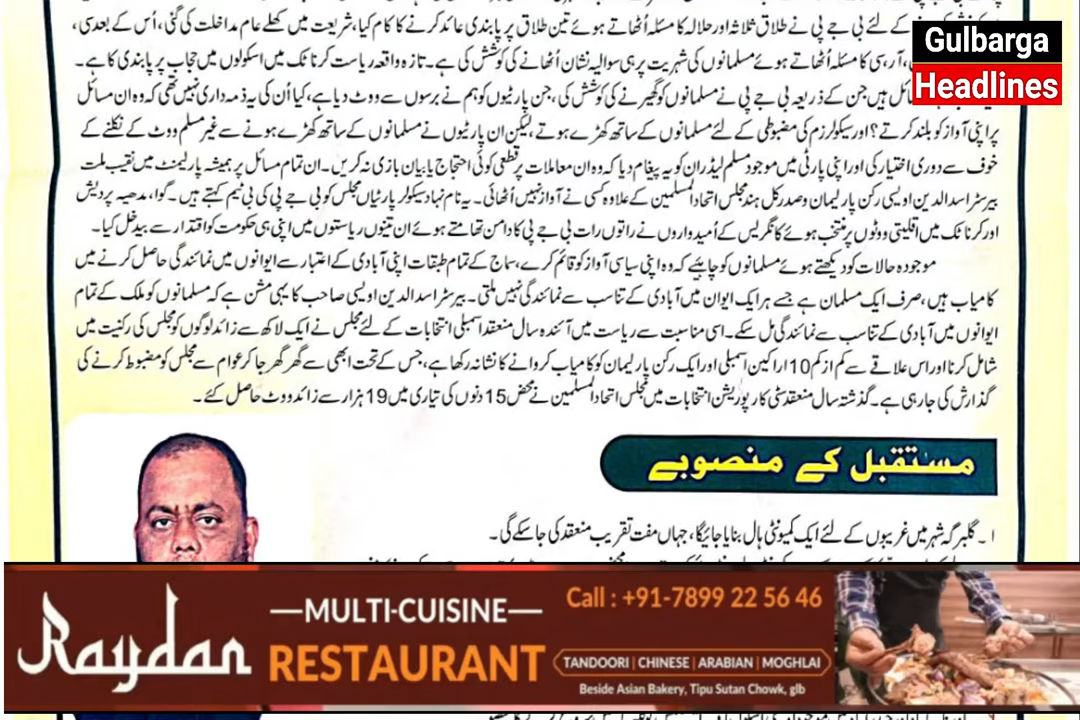 کے لئے بی جے پی نے طلاق ثلاثہ اور حلالہ کا مسئلہ اُٹھاتے ہوئے تین طلاق پر پابندی عائد کرنے کا کام کیا، شریعت میں کھلے عام مداخلت کی گئی، اُس کے بعد ی،
آر،سی کا مسئلہ اُٹھاتے ہوئے مسلمانوں کی شہریت پر ہی سوالیہ نشان اُٹھانے کی کوشش کی ہے۔ تازہ واقعہ ریاست کرناٹک میں اسکولوں میں حجاب پر پابندی کا ہے۔
ہیں جن کے ذریعہ بی جے پی نے مسلمانوں کو گھیرنے کی کوشش کی، جن پارٹیوں کو ہم نے برسوں سے ووٹ دیا ہے، کیا اُن کی یہ ذمہ داری نہیں تھی کہ وہ ان مسائل
پر اپنی آواز کو بلند کرتے؟ اور سیکولرزم کی مضبوطی کے لئے مسلمانوں کے ساتھ کھڑے ہوتے، لیکن ان پارٹیوں نے مسلمانوں کے ساتھ کھڑے ہونے سے غیر مسلم ووٹ کے نکلنے کے
خوف سے دوری اختیار کی اور اپنی پارٹی میں موجود مسلم لیڈران کو یہ پیغام دیا کہ وہ ان معاملات پر قطعی کوئی احتجاج یا بیان بازی نہ کریں۔ ان تمام مسائل پر ہمیشہ پارلیمنٹ میں نقیب ملت
بیرسٹر اسد الدین اویسی رکن پارلیمان و صدر کل ہند مجلس اتحاد المسلمین کے علاوہ کسی نے آواز نہیں اُٹھائی۔ یہ نام نہاد سیکولر پارٹیاں مجلس کو بی جے پی کی بی ٹیم کہتے ہیں۔ گوا، مدھیہ پردیش
اور کرناٹک میں اقلیتی ووٹوں پر منتخب ہوئے کانگریس کے اُمیدواروں نے راتوں رات بی جے پی کا دامن تھامتے ہوئے ان تینوں ریاستوں میں اپنی ہی حکومت کو اقتدار سے بیدخل کیا۔
موجودہ حالات کو دیکھتے ہوئے مسلمانوں کو چاہیئے کہ وہ اپنی سیاسی آواز کو قائم کرے، سماج کے تمام طبقات اپنی آبادی کے اعتبار سے ایوانوں میں نمائندگی حاصل کرنے میں
کامیاب ہیں، صرف ایک مسلمان ہے جسے ہر ایک ایوان میں آبادی کے تناسب سے نمائندگی نہیں ملتی۔ بیرسٹر اسد الدین اویسی صاحب کا یہی مشن ہے کہ مسلمانوں کو ملک کے تمام
ایوانوں میں آبادی کے تناسب سے نمائندگی مل سکے۔ اسی مناسبت سے ریاست میں آئندہ سال منعقد اسمبلی انتخابات کے لئے مجلس نے ایک لاکھ سے زائد لوگوں کو مجلس کی رکنیت میں
شامل کرنا اور اس علاقے سے کم از کم 10 اراکین اسمبلی اور ایک رکن پارلیمان کو کامیاب کروانے کا نشانہ رکھا ہے، جس کے تحت ابھی سے گھر گھر جا کر عوام سے مجلس کو مضبوط کرنے کی
گذارش کی جارہی ہے۔ گذشتہ سال منعقد سٹی کارپوریشن انتخابات میں مجلس اتحاد المسلمین نے محض 15 دنوں کی تیاری میں 19 ہزار سے زائد ووٹ حاصل کئے۔
Gulbarga
Headlines
مستقبل کے منصوبے
۱۔ گلبرگہ شہر میں غریبوں کے لئے ایک کمیونٹی ہال بنایا جائیگا، جہاں مفت تقریب منعقد کی جاسکے گی۔
Raydan
—MULTI-CUISINE—
RESTAURANT
Call : +91-7899 22 56 46
TANDOORI | CHINESE | ARABIAN | MOGHLAI
Beside Asian Bakery, Tipu Sutan Chowk, glb